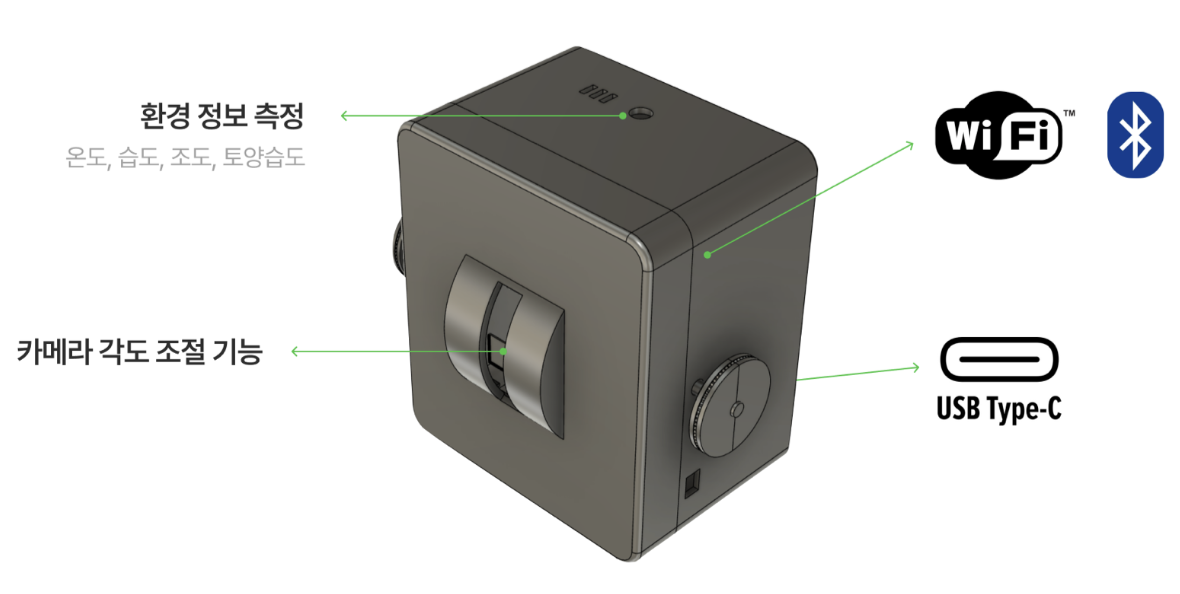 환경 정보 측정
온도, 습도, 조도, 토양습도
Wi Fi™
카메라 각도 조절 기능
USB Type-C